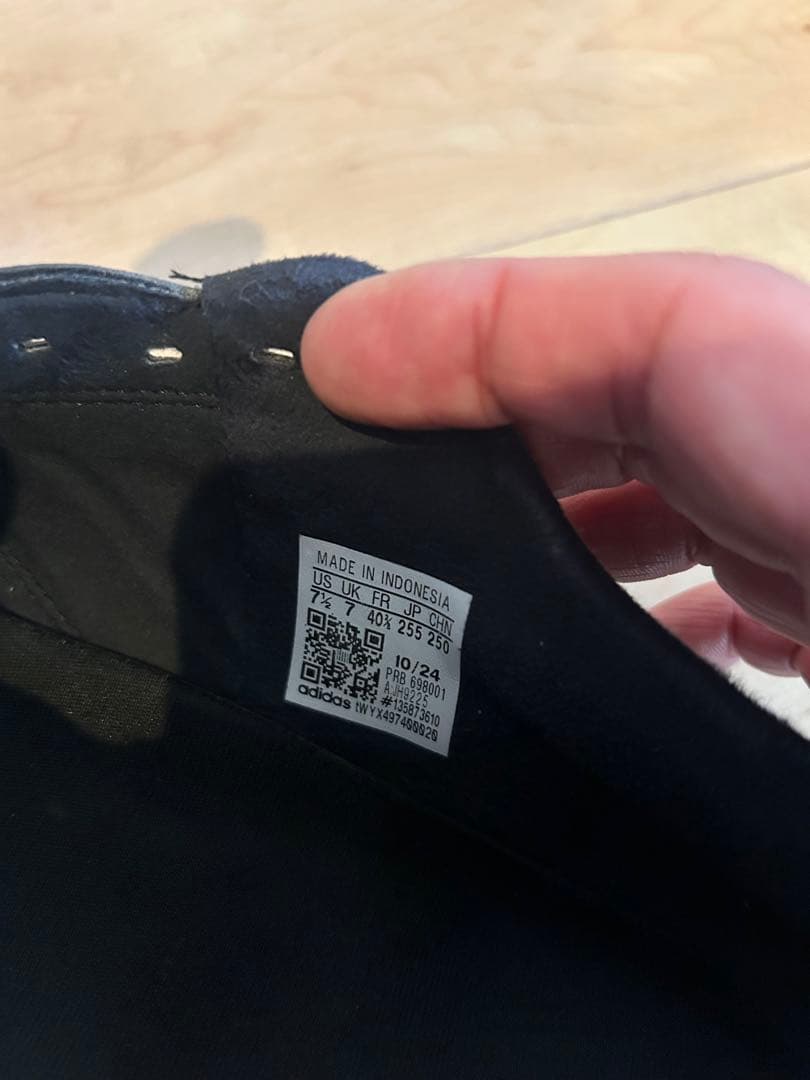 MADE IN INDONESIA
US UK FR JP CHN
7½ 7 40⅔ 255 250
10/24
PRB 698001
AJH9225
#135873610
adidas tWYX497400020